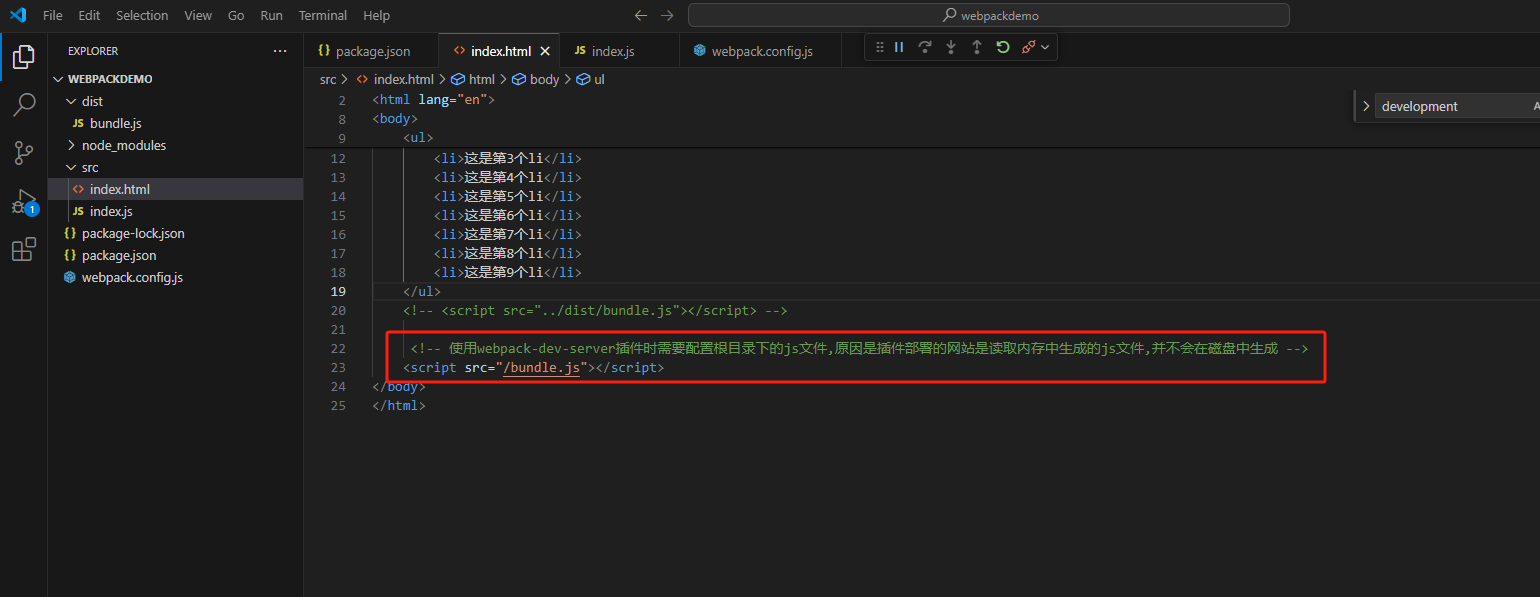 File Edit Selection View Go Run Terminal Help
webpackdemo
EXPLORER
WEBPACKDEMO
dist
bundle.js
node_modules
src
index.html
index.js
package-lock.json
package.json
webpack.config.js
1
package.json index.html index.js webpack.config.js
src > index.html > html > body > ul
development
2 <html lang="en">
8 <body>
9 <ul>
12 <li>这是第3个li</li>
13 <li>这是第4个li</li>
14 <li>这是第5个li</li>
15 <li>这是第6个li</li>
16 <li>这是第7个li</li>
17 <li>这是第8个li</li>
18 <li>这是第9个li</li>
19 </ul>
20 <!-- <script src="../dist/bundle.js"></script> -->
21
22 <!-- 使用webpack-dev-server插件时需要配置根目录下的js文件,原因是插件部署的网站是读取内存中生成的js文件,并不会在磁盘中生成 -->
23 <script src="/bundle.js"></script>
24 </body>
25 </html>